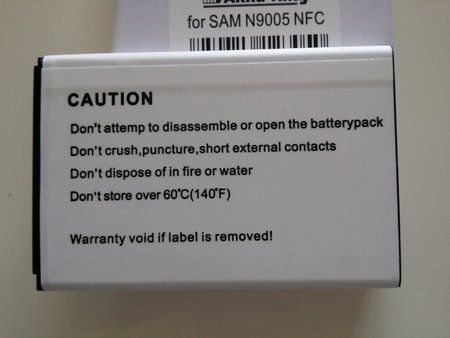 for SAM N9005 NFC
CAUTION
Don't attemp to disassemble or open the batterypack
Don't crush,puncture,short external contacts
Don't dispose of in fire or water
Don't store over 60°C(140°F)
Warranty void if label is removed!